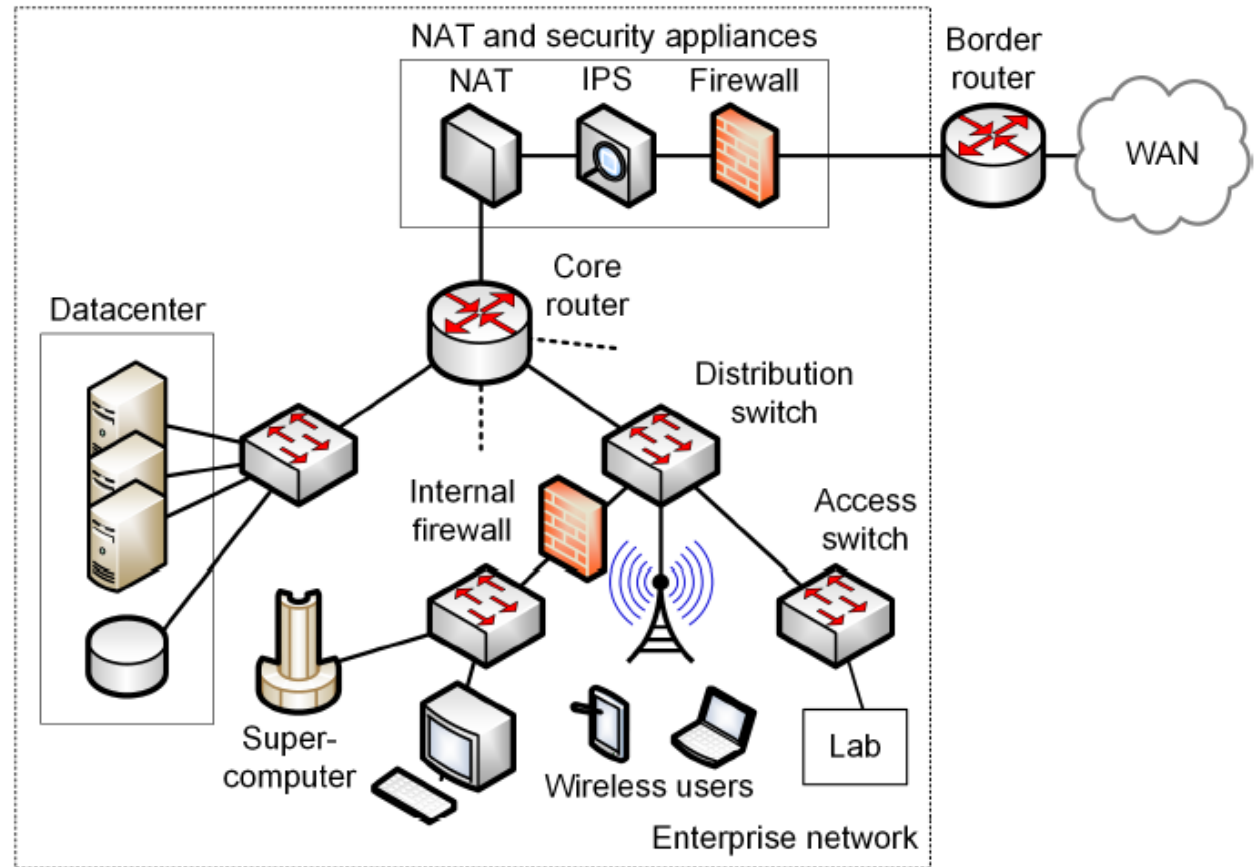 NAT and security appliances
NAT
IPS
Firewall
Border
router
WAN
Core
router
Datacenter
Distribution
switch
Internal
firewall
Access
switch
Super-
computer
Wireless users
Lab
Enterprise network